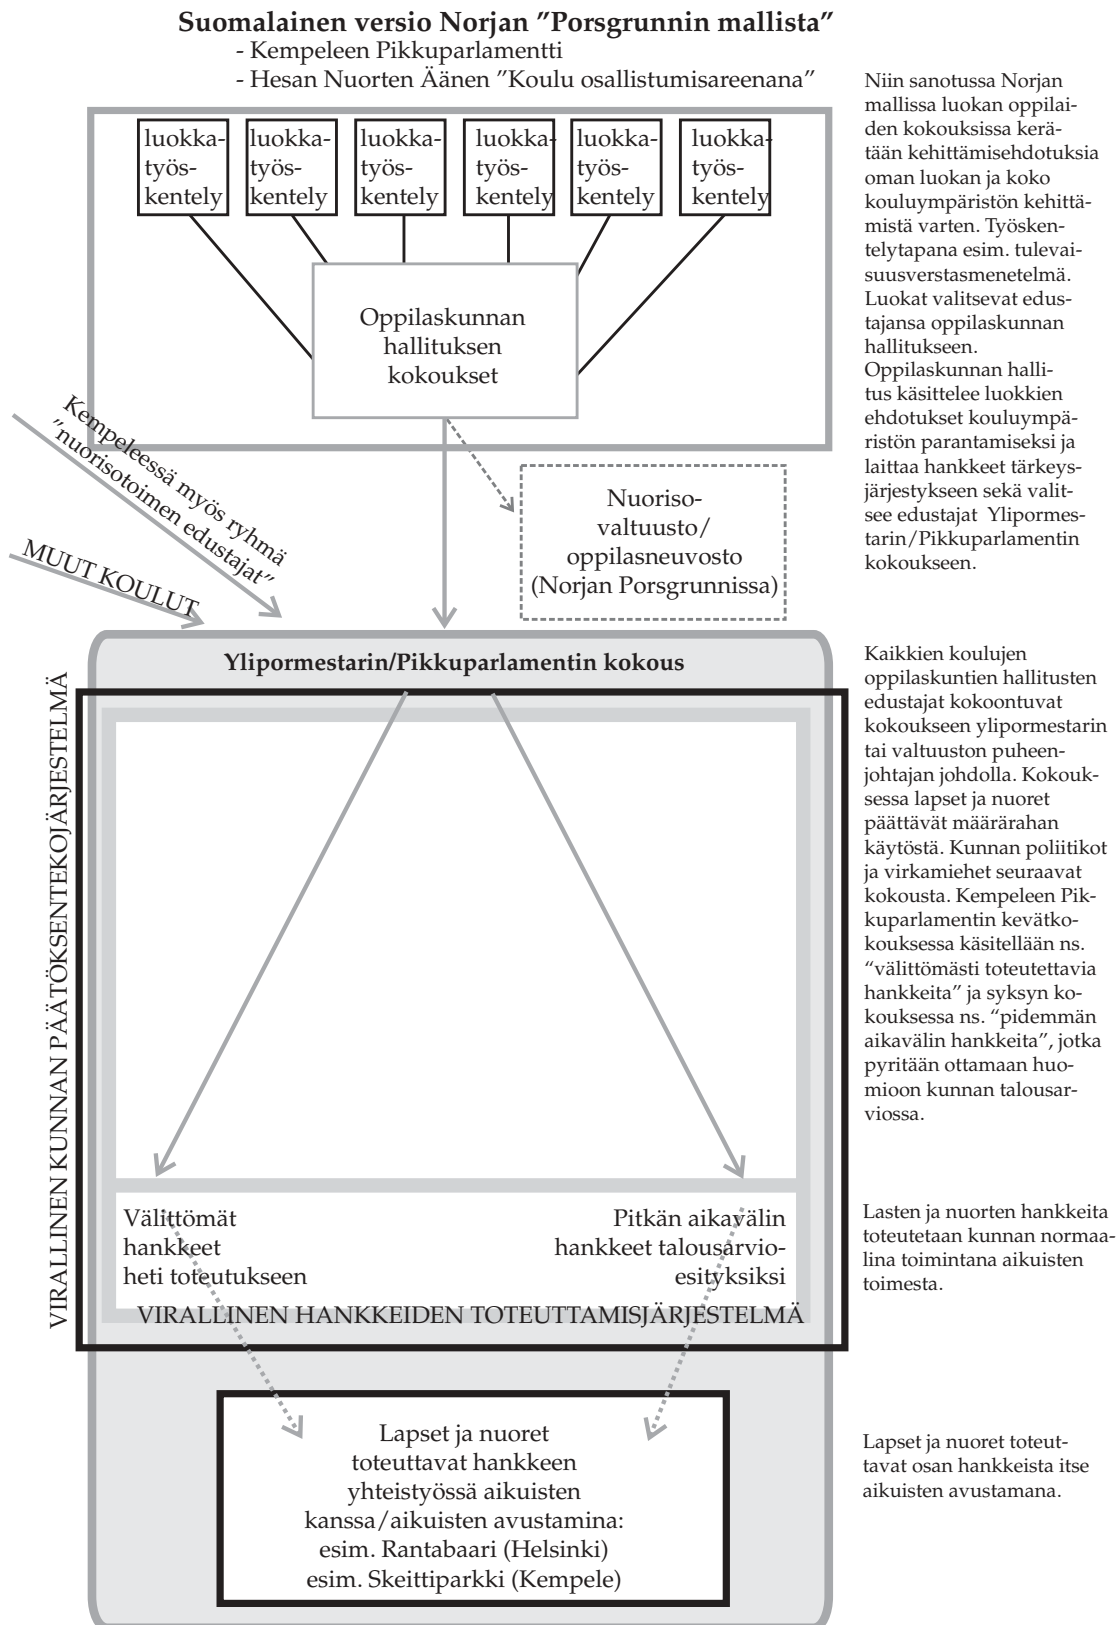 Suomalainen versio Norjan ”Porsgrunnin mallista”
- Kempeleen Pikkuparlamentti
- Hesan Nuorten Äänen ”Koulu osallistumisareenana”
luokka-
työs-
kentely
luokka-
työs-
kentely
luokka-
työs-
kentely
luokka-
työs-
kentely
luokka-
työs-
kentely
luokka-
työs-
kentely
Oppilaskunnan
hallituksen
kokoukset
Niin sanotussa Norjan
mallissa luokan oppilai-
den kokouksissa kerä-
tään kehittämisehdotuksia
oman luokan ja koko
kouluympäristön kehittä-
mistä varten. Työsken-
telytapana esim. tulevai-
suusverstasmenetelmä.
Luokat valitsevat edus-
tajansa oppilaskunnan
hallitukseen.
Oppilaskunnan halli-
tus käsittelee luokkien
ehdotukset kouluympä-
ristön parantamiseksi ja
laittaa hankkeet tärkeys-
järjestykseen sekä valit-
see edustajat Ylipormes-
tarin/Pikkuparlamentin
kokoukseen.
Kempeleessä myös ryhmä
”nuorisotoimen edustajat”
MUUT KOULUT
Nuoriso-
valtuusto/
oppilasneuvosto
(Norjan Porsgrunnissa)
Ylipormestarin/Pikkuparlamentin kokous
VIRALLINEN KUNNAN PÄÄTÖKSENTEKOJÄRJESTELMÄ
Kaikkien koulujen
oppilaskuntien hallitusten
edustajat kokoontuvat
kokoukseen ylipormestarin
tai valtuuston puheen-
johtajan johdolla. Kokouk-
sessa lapset ja nuoret
päättävät määrärahan
käytöstä. Kunnan poliitikot
ja virkamiehet seuraavat
kokousta. Kempeleen Pik-
kuparlamentin kevätko-
kouksessa käsitellään ns.
“välittömästi toteutettavia
hankkeita” ja syksyn ko-
kouksessa ns. “pidemmän
aikavälin hankkeita”, jotka
pyritään ottamaan huo-
mioon kunnan talousar-
viossa.
Välittömät
hankkeet
heti toteutukseen
Pitkän aikavälin
hankkeet talousarvio-
esityksiksi
VIRALLINEN HANKKEIDEN TOTEUTTAMISJÄRJESTELMÄ
Lasten ja nuorten hankkeita
toteutetaan kunnan normaa-
lina toimintana aikuisten
toimesta.
Lapset ja nuoret
toteuttavat hankkeen
yhteistyössä aikuisten
kanssa/aikuisten avustamina:
esim. Rantabaari (Helsinki)
esim. Skeittiparkki (Kempele)
Lapset ja nuoret toteut-
tavat osan hankkeista itse
aikuisten avustamana.